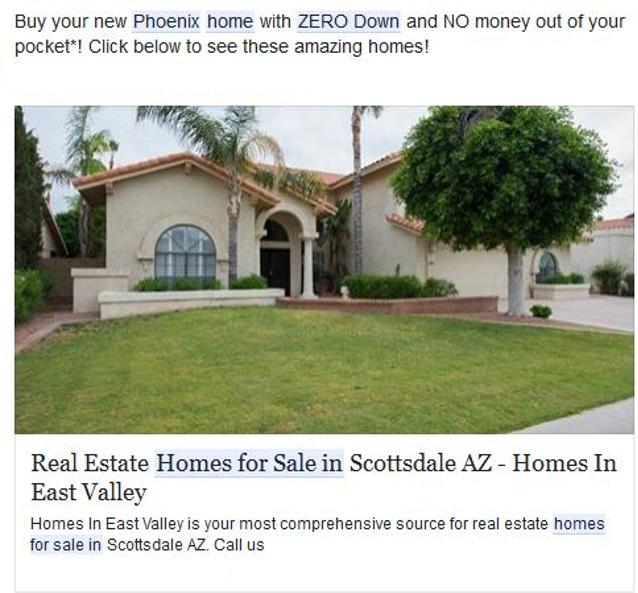 Buy your new Phoenix home with ZERO Down and NO money out of your
pocket*! Click below to see these amazing homes!
Real Estate Homes for Sale in Scottsdale AZ - Homes In
East Valley
Homes In East Valley is your most comprehensive source for real estate homes
for sale in Scottsdale AZ. Call us